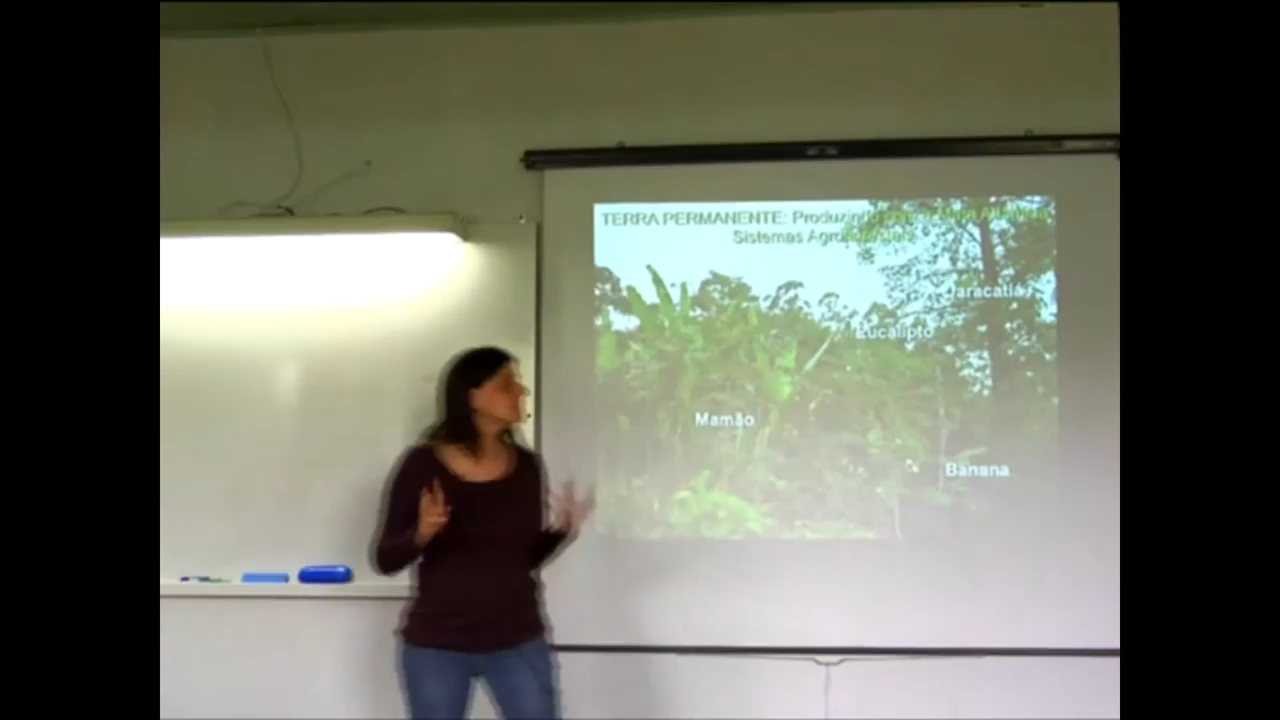 TERRA PERMANENTE: Produzindo
Sistemas
Jaracatiá
Eucalipto
Mamão
Banana